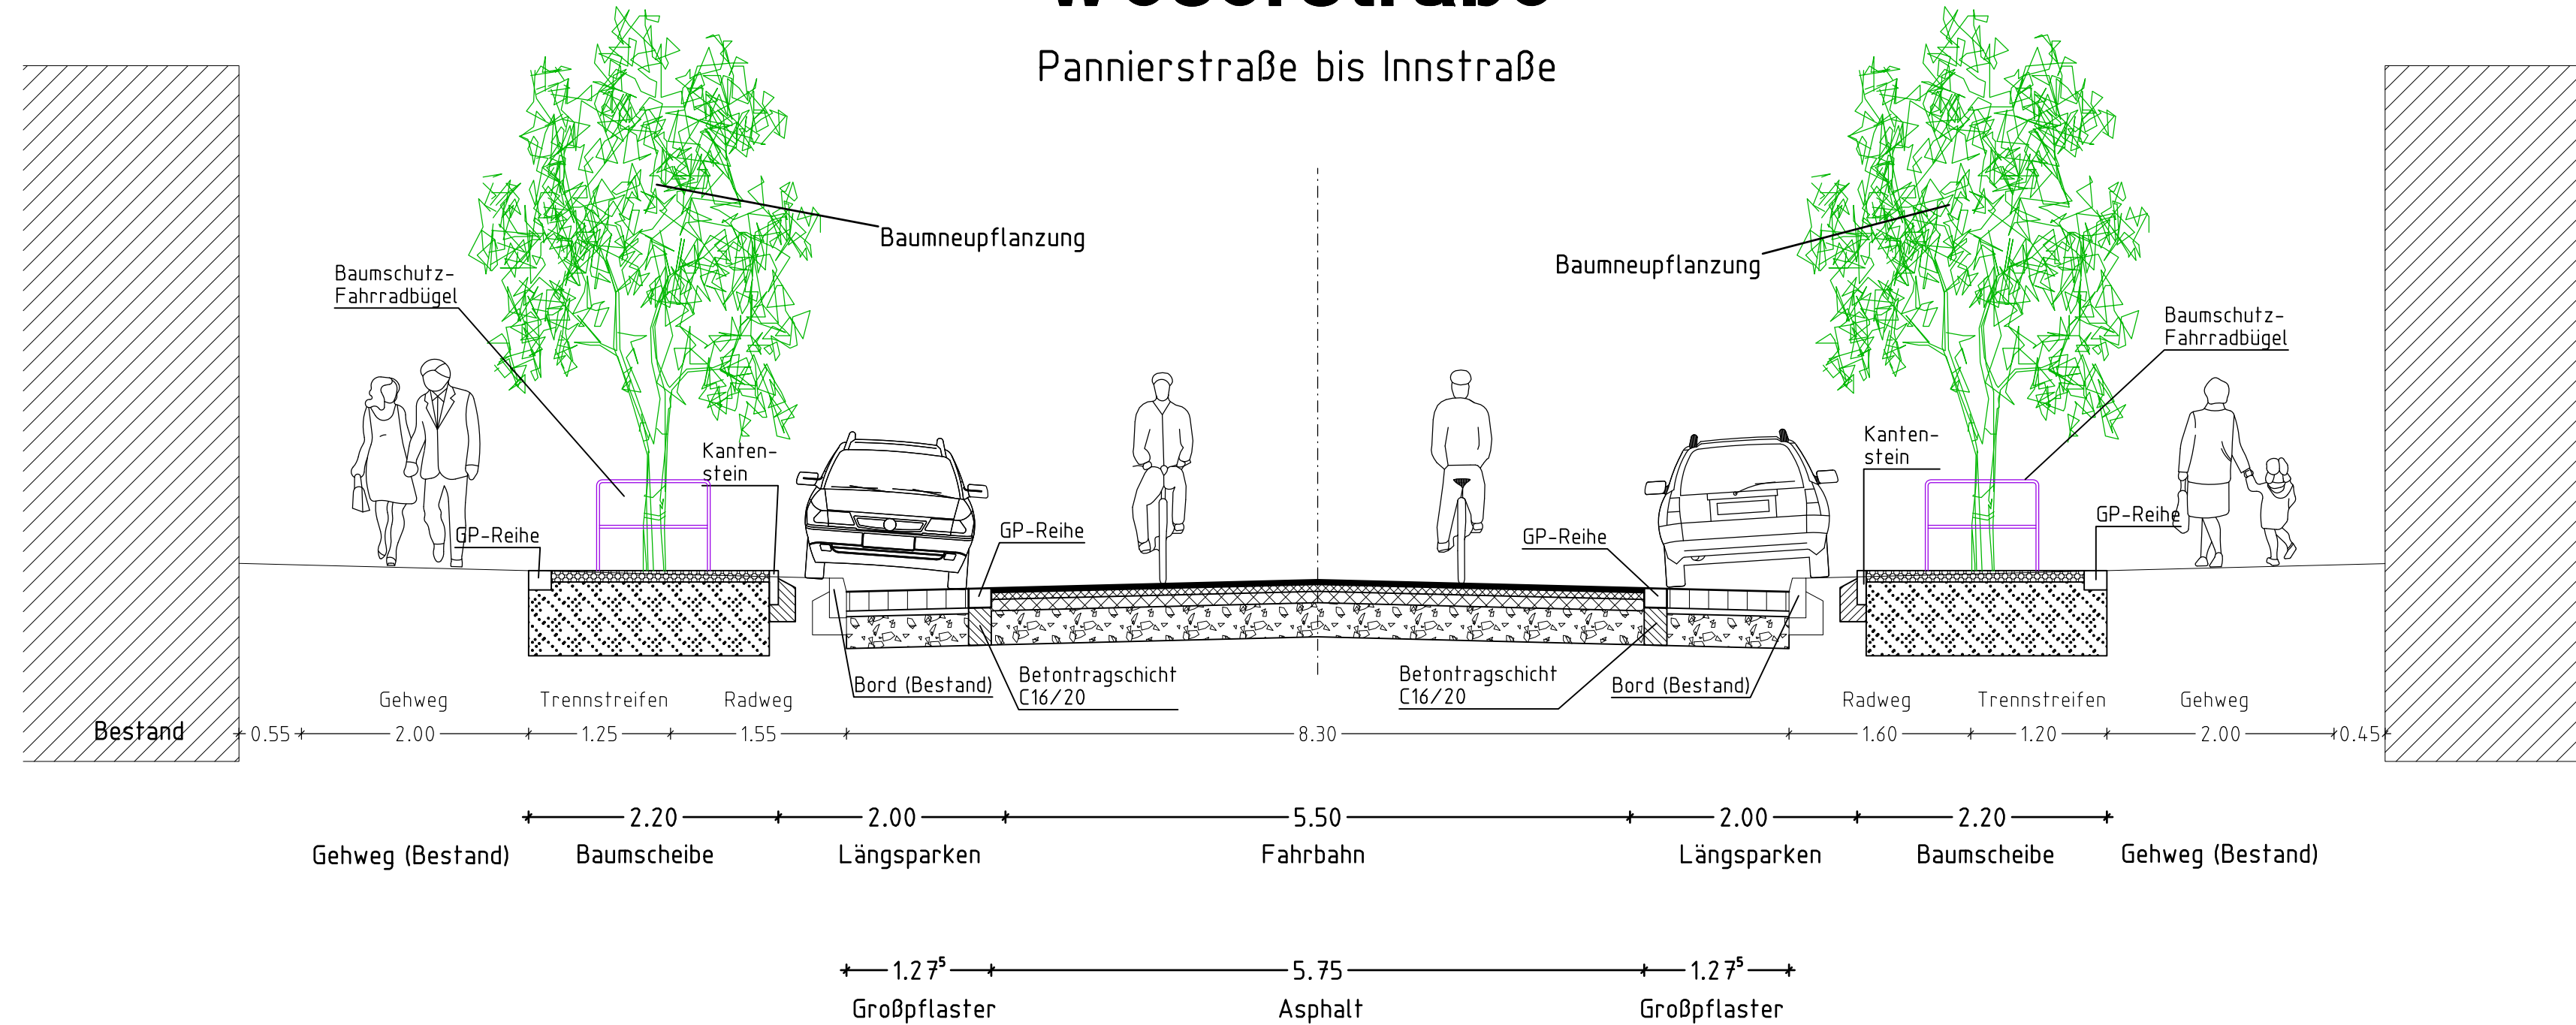 Weserstraße
Pannierstraße bis Innstraße
Baumneupflanzung
Baumneupflanzung
Baumschutz-
Fahrradbügel
Baumschutz-
Fahrradbügel
Kanten-
stein
Kanten-
stein
GP-Reihe
GP-Reihe
GP-Reihe
GP-Reihe
Bord (Bestand)
Betontragschicht
C16/20
Betontragschicht
C16/20
Bord (Bestand)
Gehweg Trennstreifen Radweg Radweg Trennstreifen Gehweg
Bestand 0.55 2.00 1.25 1.55 8.30 1.60 1.20 2.00 0.45
2.20 2.00 5.50 2.00 2.20
Gehweg (Bestand) Baumscheibe Längsparken Fahrbahn Längsparken Baumscheibe Gehweg (Bestand)
1.27⁵ 5.75 1.27⁵
Großpflaster Asphalt Großpflaster